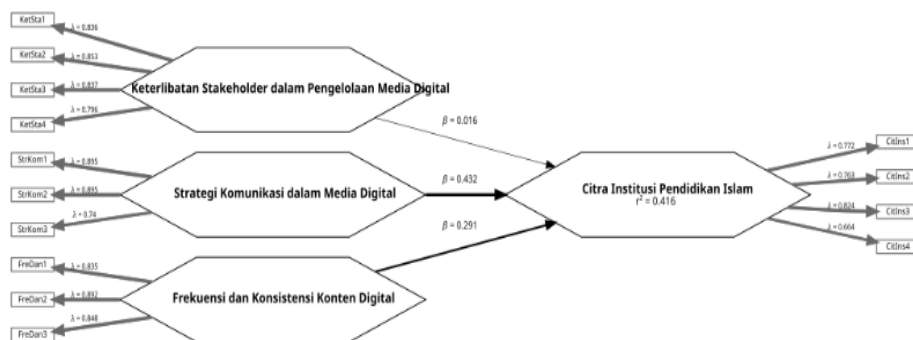 KetSta1
λ = 0.836
KetSta2
λ = 0.853
KetSta3
λ = 0.837
KetSta4
λ = 0.796
Keterlibatan Stakeholder dalam Pengelolaan Media Digital
β = 0.016
StrKom1
λ = 0.895
StrKom2
λ = 0.895
StrKom3
λ = 0.74
Strategi Komunikasi dalam Media Digital
β = 0.432
FreDan1
λ = 0.835
FreDan2
λ = 0.892
FreDan3
λ = 0.848
Frekuensi dan Konsistensi Konten Digital
β = 0.291
Citra Institusi Pendidikan Islam
r² = 0.416
λ = 0.772
CitIns1
λ = 0.763
CitIns2
λ = 0.824
CitIns3
λ = 0.664
CitIns4